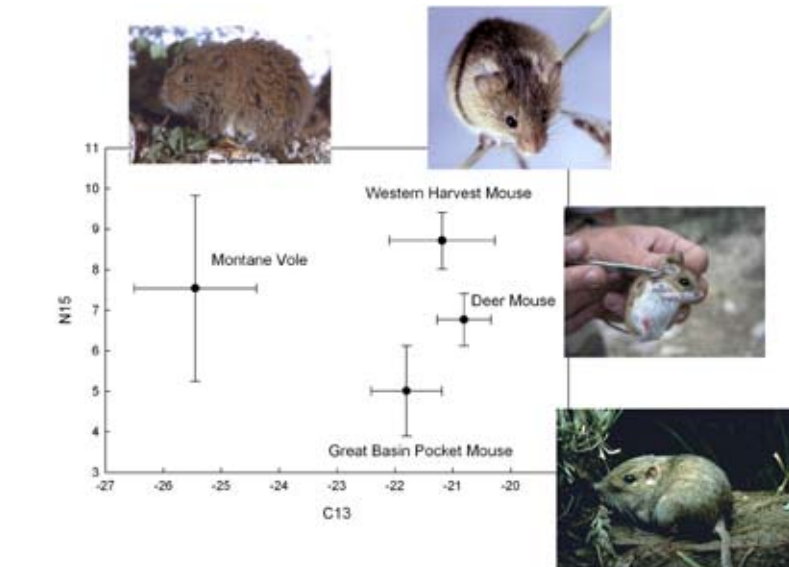 11
10
9
8
7
6
5
4
3
N15
Western Harvest Mouse
Montane Vole
Deer Mouse
Great Basin Pocket Mouse
-27 -26 -25 -24 -23 -22 -21 -20
C13